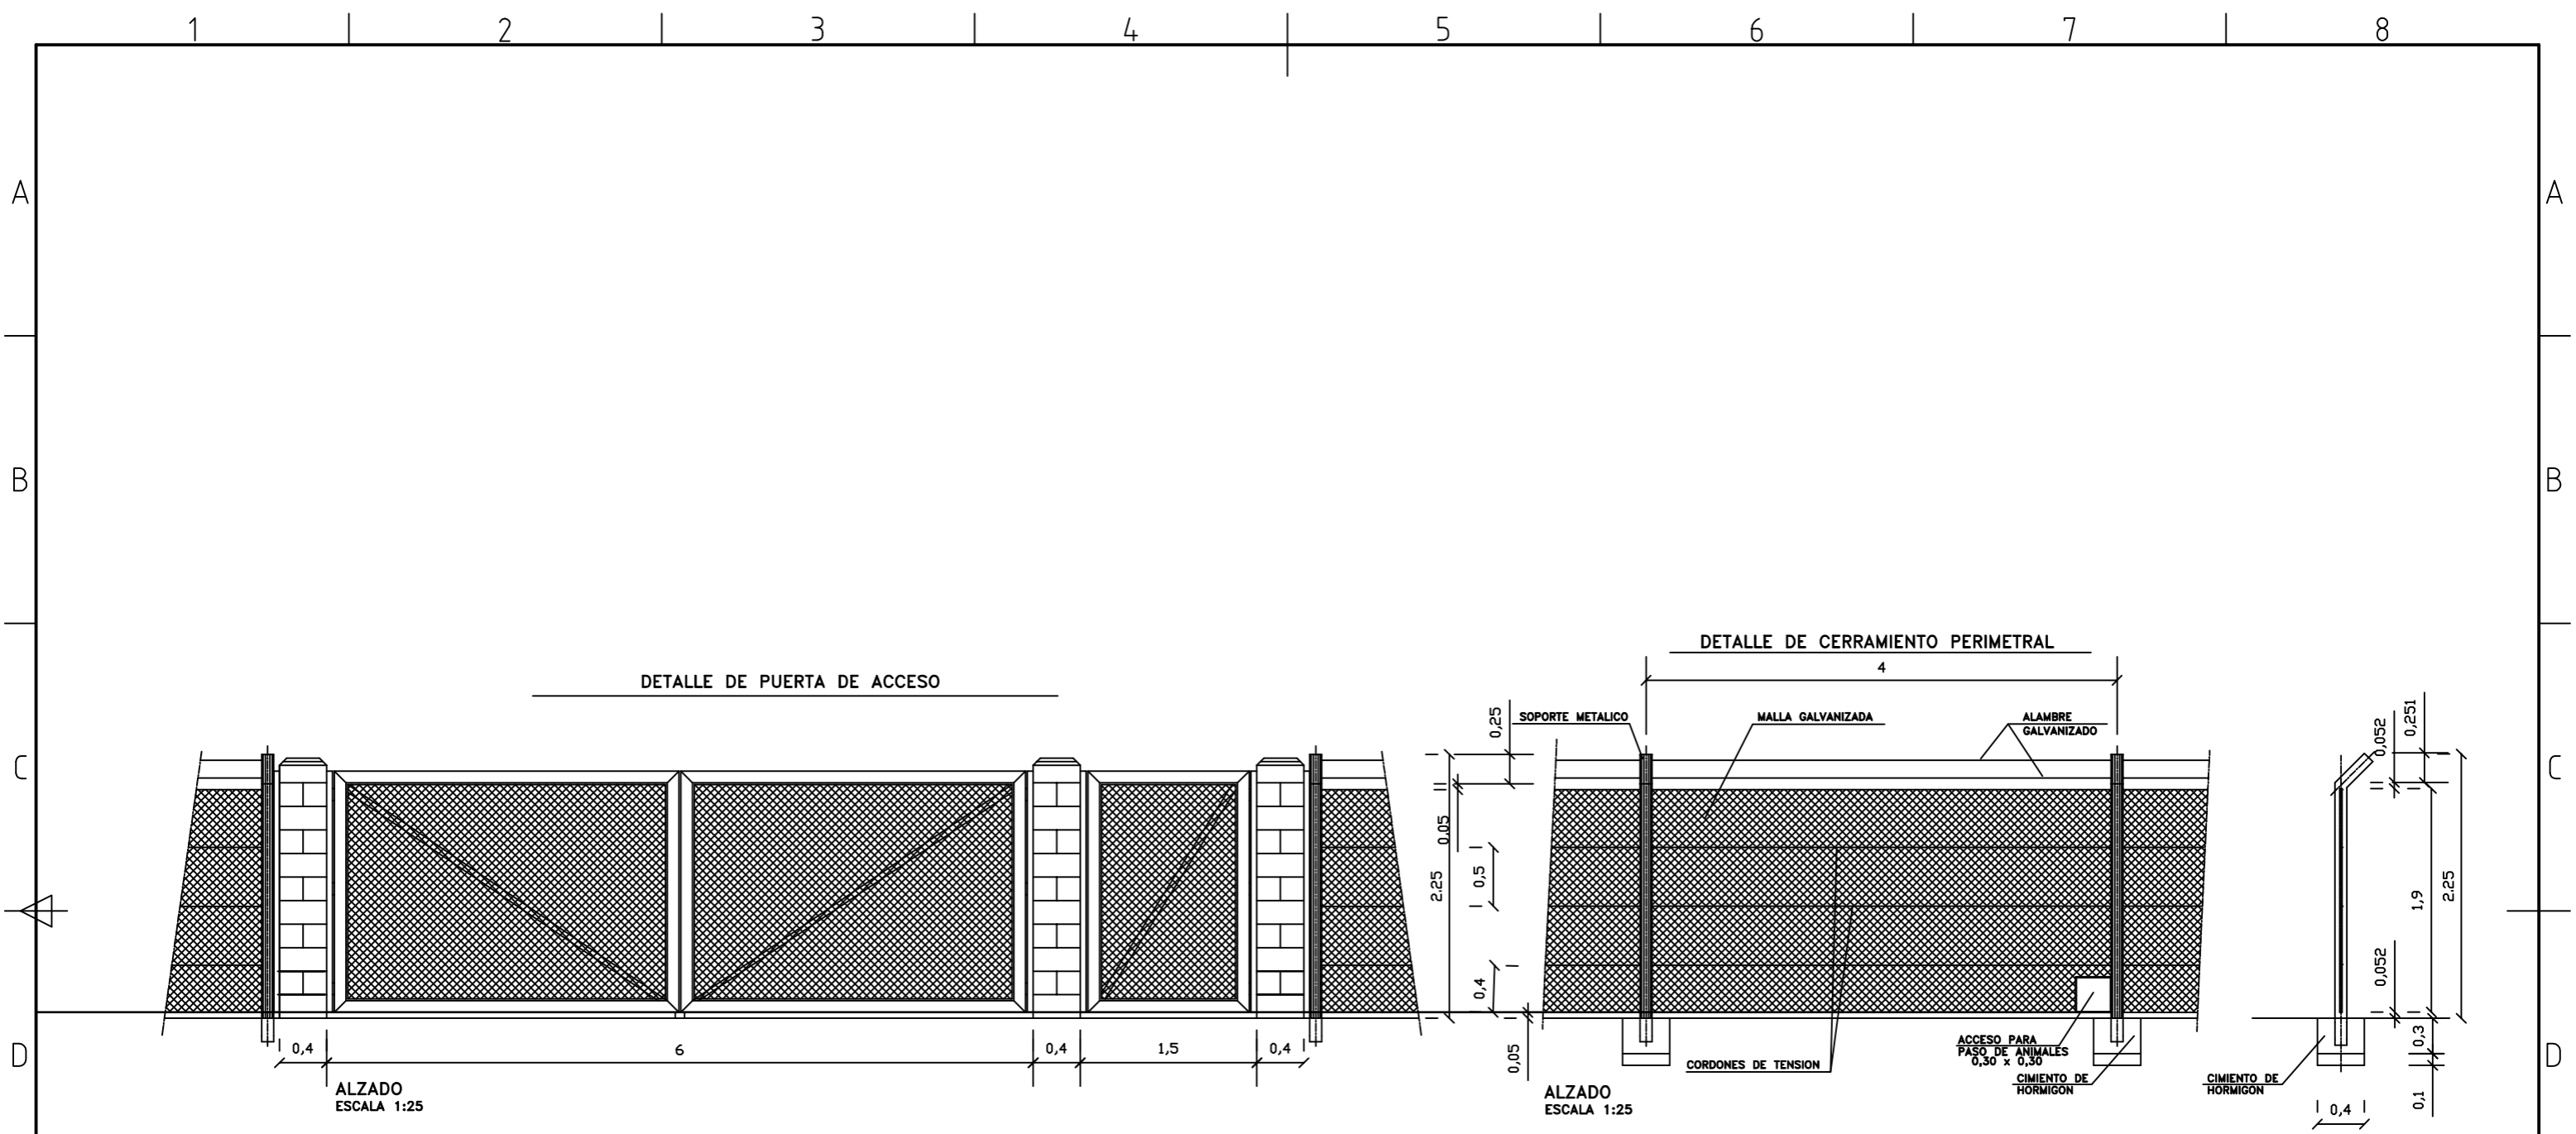 1 2 3 4 5 6 7 8
A A
B B
C C
D D
DETALLE DE PUERTA DE ACCESO
0,4 6 0,4 1,5 0,4
ALZADO
ESCALA 1:25
DETALLE DE CERRAMIENTO PERIMETRAL
4
SOPORTE METALICO
MALLA GALVANIZADA
ALAMBRE
GALVANIZADO
0,25
0.05
2.25
0,5
0,4
0,05
CORDONES DE TENSION
ACCESO PARA
PASO DE ANIMALES
0,30 x 0,30
CIMIENTO DE
HORMIGON
ALZADO
ESCALA 1:25
0,052
0,251
1,9
2.25
0,052
0,3
0,1
CIMIENTO DE
HORMIGON
0,4